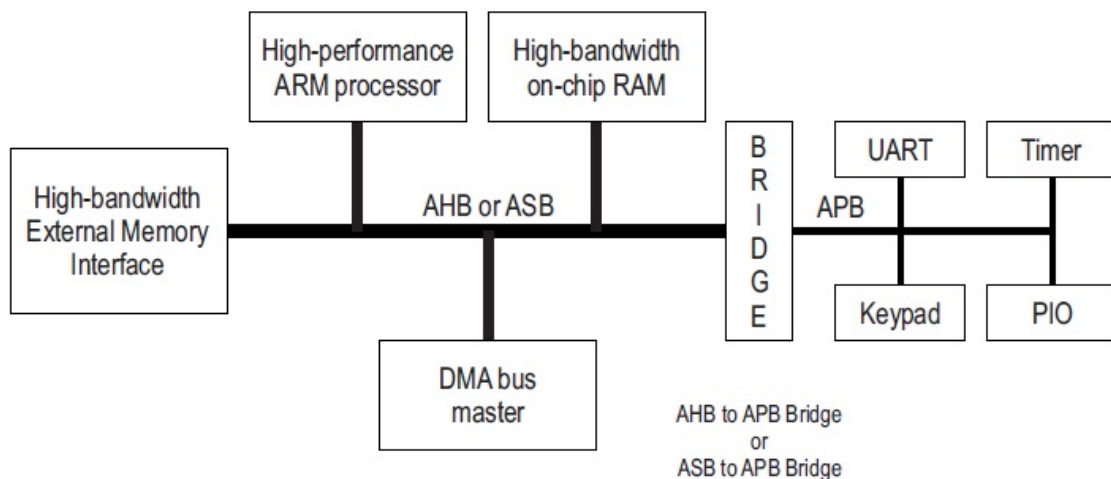 High-performance
ARM processor
High-bandwidth
on-chip RAM
High-bandwidth
External Memory
Interface
AHB or ASB
B
R
I
D
G
E
APB
UART
Timer
Keypad
PIO
DMA bus
master
AHB to APB Bridge
or
ASB to APB Bridge